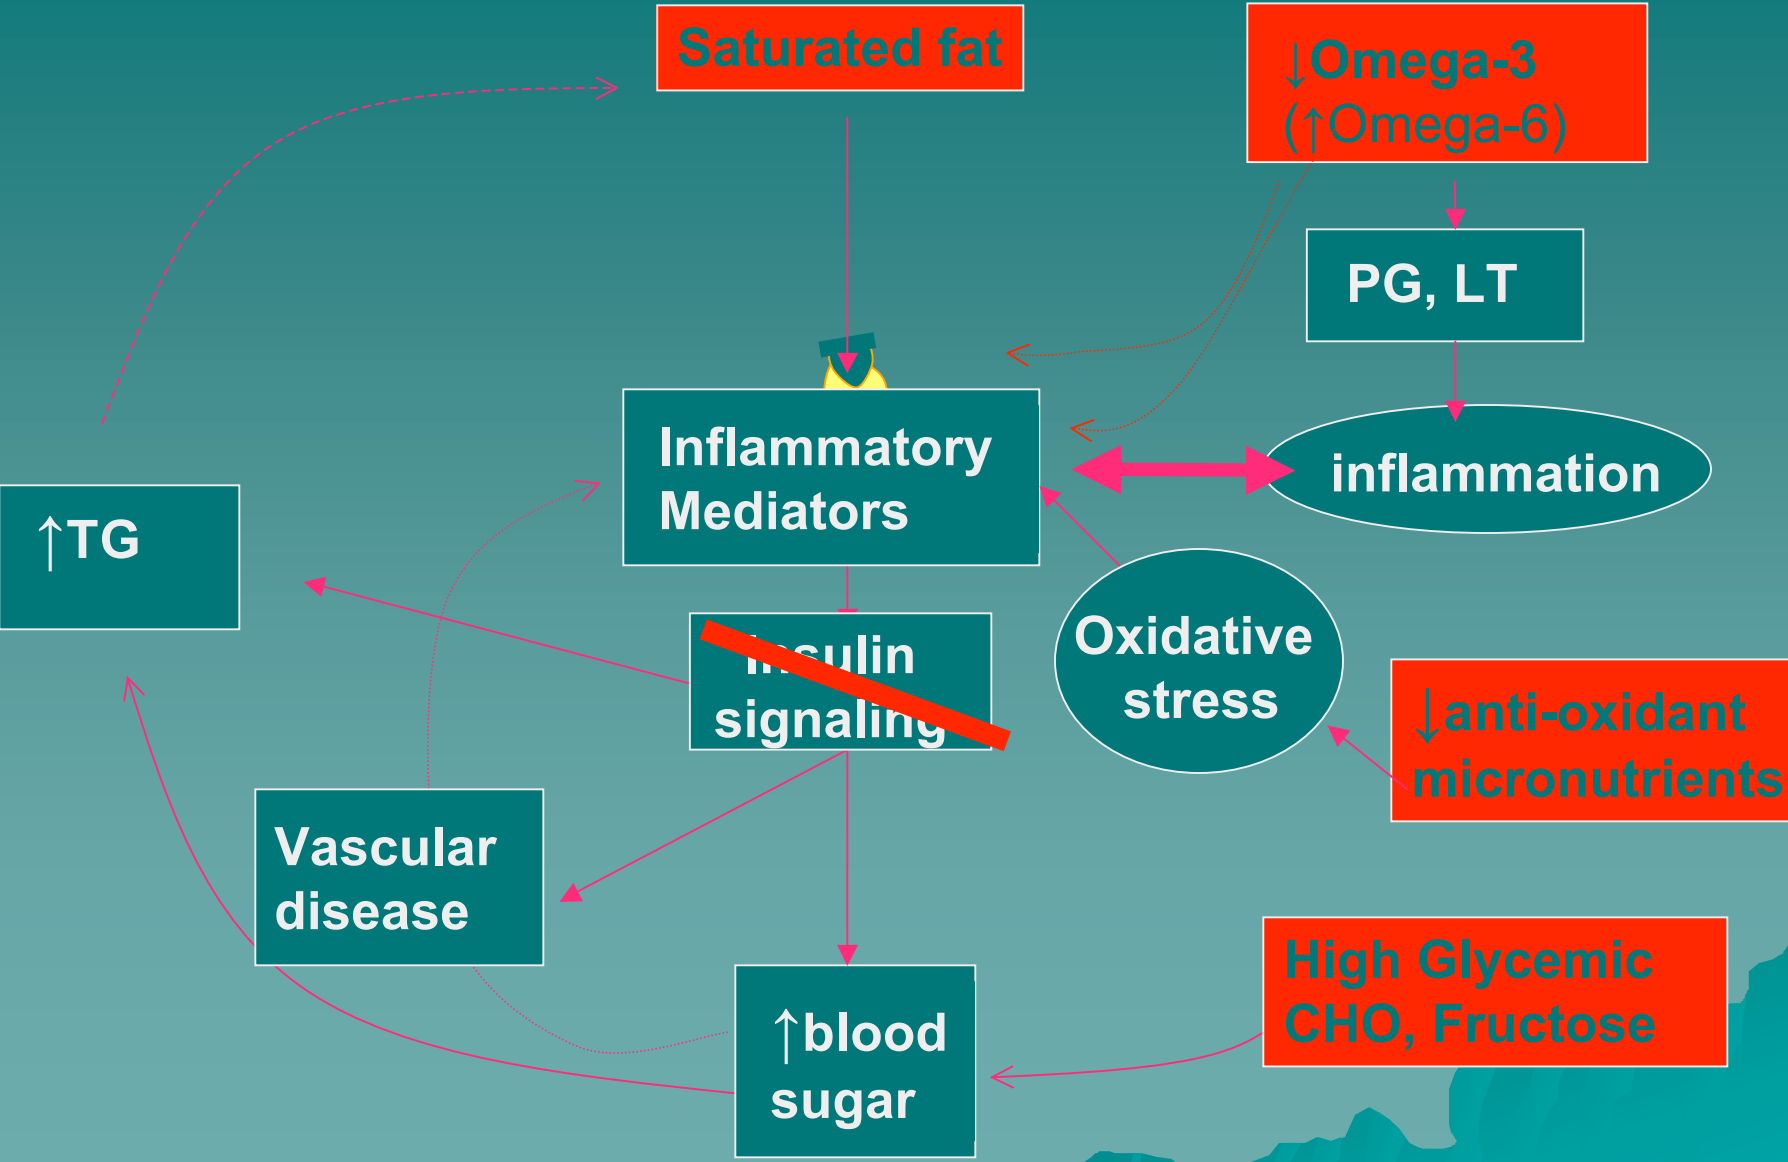 Saturated fat
↓Omega-3
(↑Omega-6)
PG, LT
Inflammatory
Mediators
inflammation
↑TG
Insulin
signaling
Oxidative
stress
↓anti-oxidant
micronutrients
Vascular
disease
High Glycemic
CHO, Fructose
↑blood
sugar